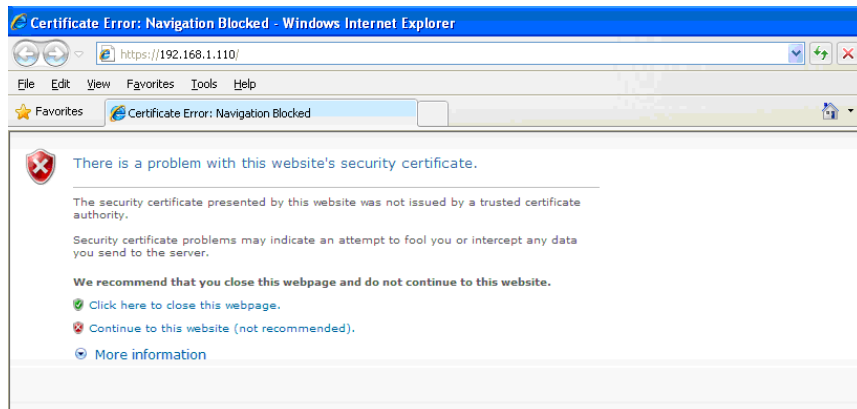 Certificate Error: Navigation Blocked - Windows Internet Explorer
https://192.168.1.110/
File Edit View Favorites Tools Help
Favorites Certificate Error: Navigation Blocked
There is a problem with this website's security certificate.
The security certificate presented by this website was not issued by a trusted certificate
authority.
Security certificate problems may indicate an attempt to fool you or intercept any data
you send to the server.
We recommend that you close this webpage and do not continue to this website.
Click here to close this webpage.
Continue to this website (not recommended).
More information